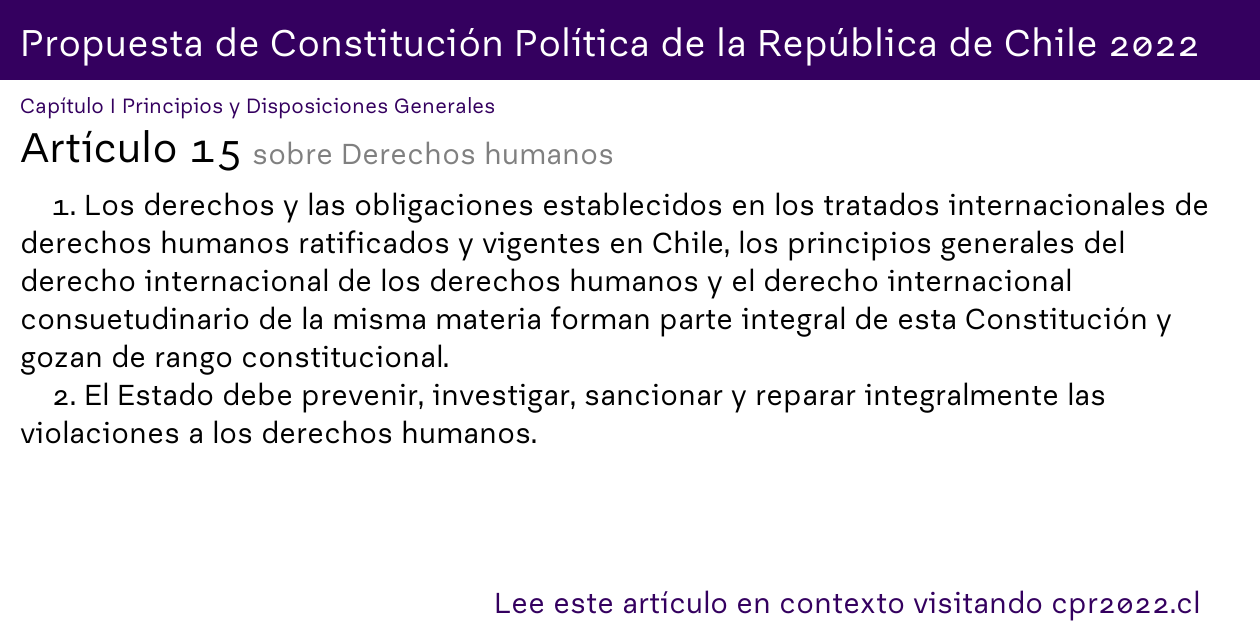 Propuesta de Constitución Política de la República de Chile 2022
Capítulo I Principios y Disposiciones Generales
Artículo 15 sobre Derechos humanos
1. Los derechos y las obligaciones establecidos en los tratados internacionales de
derechos humanos ratificados y vigentes en Chile, los principios generales del
derecho internacional de los derechos humanos y el derecho internacional
consuetudinario de la misma materia forman parte integral de esta Constitución y
gozan de rango constitucional.
2. El Estado debe prevenir, investigar, sancionar y reparar integralmente las
violaciones a los derechos humanos.
Lee este artículo en contexto visitando cpr2022.cl